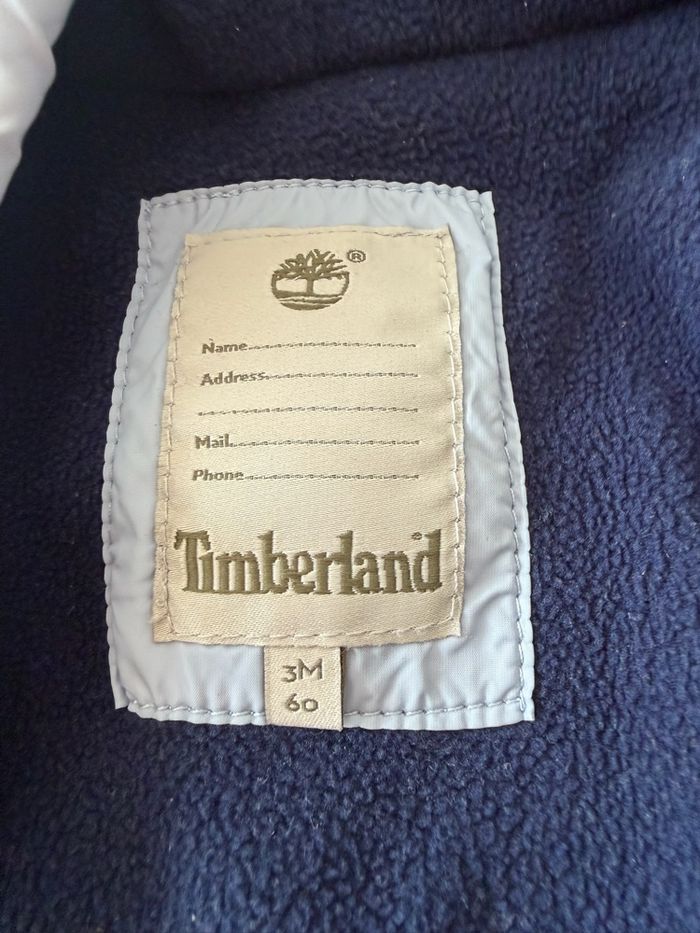 ®
Name
Address
Mail
Phone
Timberland®
3M
60